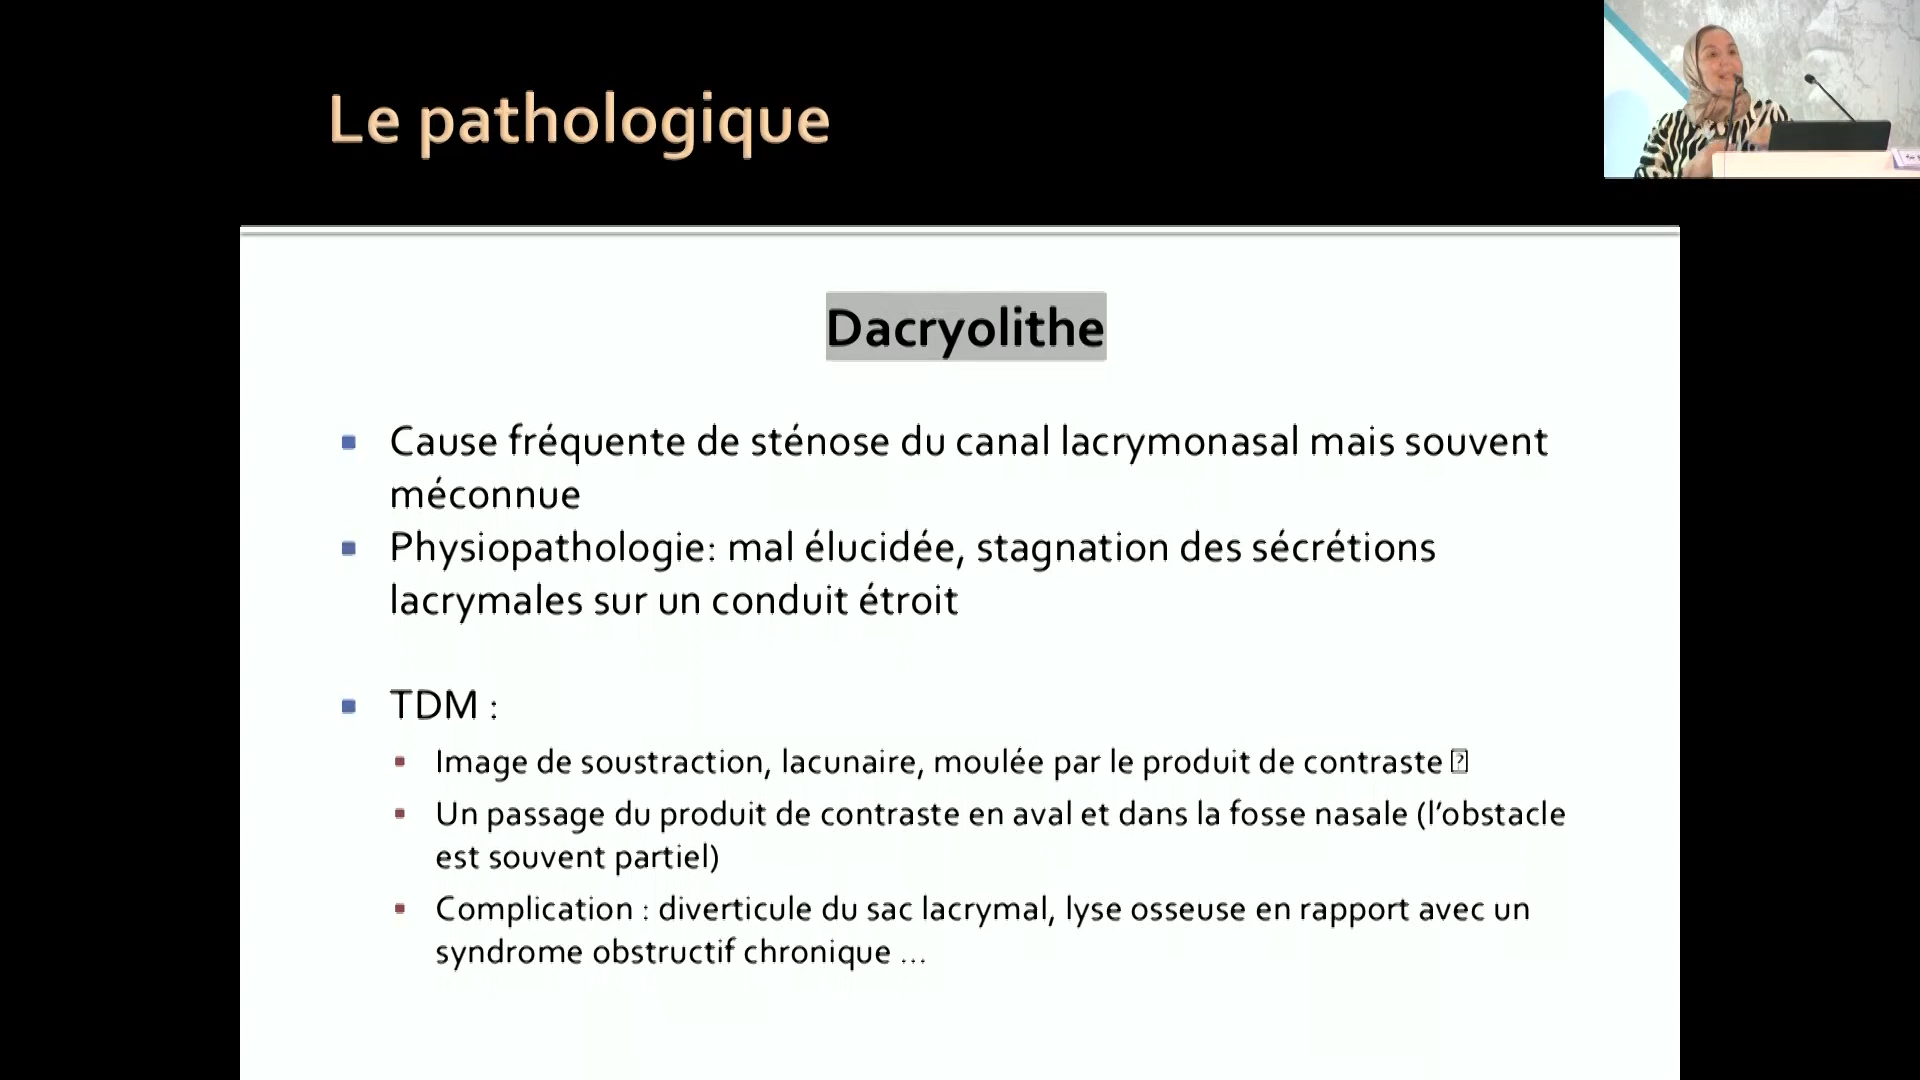 Le pathologique
Dacryolithe
Cause fréquente de sténose du canal lacrymonasal mais souvent
méconnue
Physiopathologie: mal élucidée, stagnation des sécrétions
lacrymales sur un conduit étroit
TDM :
Image de soustraction, lacunaire, moulée par le produit de contraste
Un passage du produit de contraste en aval et dans la fosse nasale (l’obstacle
est souvent partiel)
Complication : diverticule du sac lacrymal, lyse osseuse en rapport avec un
syndrome obstructif chronique ...